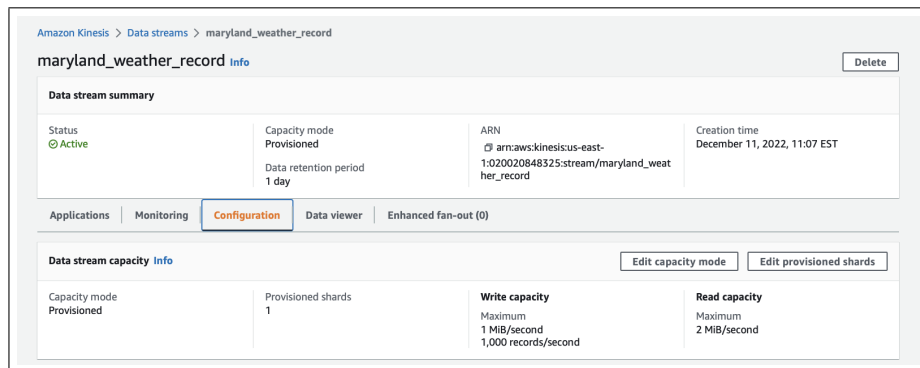 Amazon Kinesis > Data streams > maryland_weather_record
maryland_weather_record Info
Delete
Data stream summary
Status
Active
Capacity mode
Provisioned
Data retention period
1 day
ARN
arn:aws:kinesis:us-east-
1:020020848325:stream/maryland_weat
her_record
Creation time
December 11, 2022, 11:07 EST
Applications
Monitoring
Configuration
Data viewer
Enhanced fan-out (0)
Data stream capacity Info
Edit capacity mode
Edit provisioned shards
Capacity mode
Provisioned
Provisioned shards
1
Write capacity
Maximum
1 MiB/second
1,000 records/second
Read capacity
Maximum
2 MiB/second